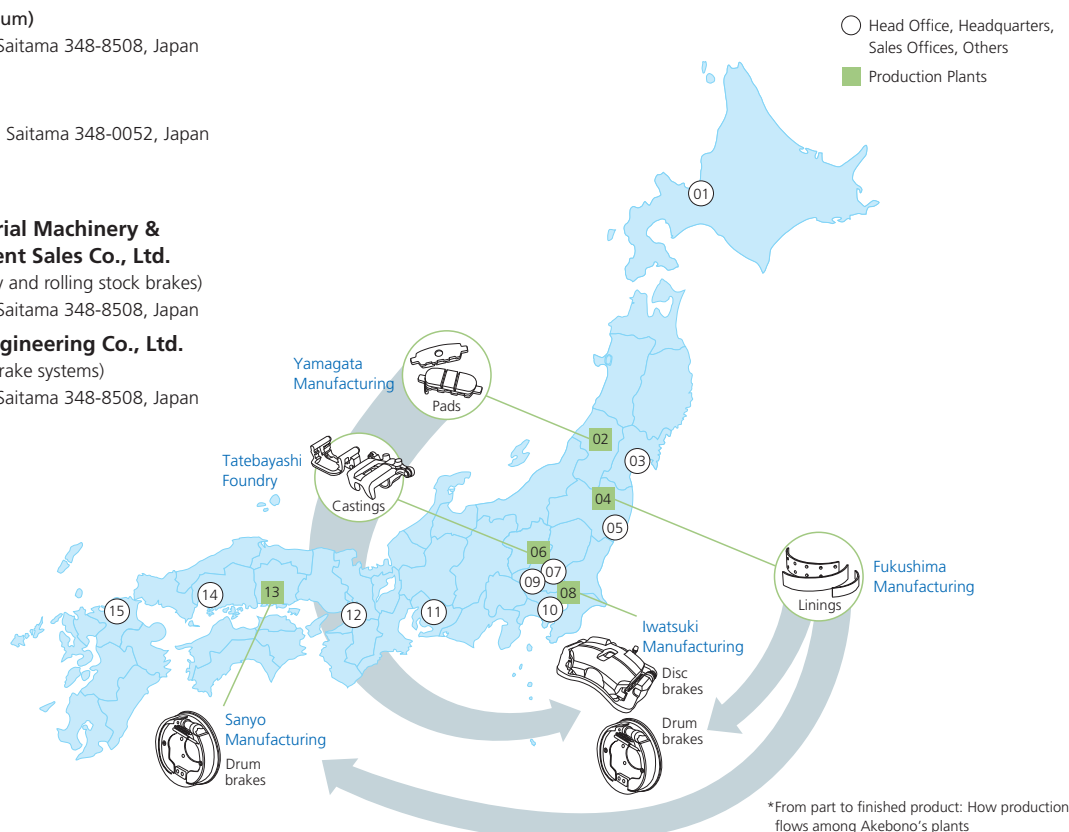 um)
Saitama 348-8508, Japan
Saitama 348-0052, Japan
rial Machinery &
ent Sales Co., Ltd.
y and rolling stock brakes)
Saitama 348-8508, Japan
gineering Co., Ltd.
rake systems)
Saitama 348-8508, Japan
Head Office, Headquarters,
Sales Offices, Others
Production Plants
01
Yamagata
Manufacturing
Pads
02
03
Tatebayashi
Foundry
Castings
04
05
06
07
09
08
10
Fukushima
Manufacturing
Linings
13
14
15
12
11
Iwatsuki
Manufacturing
Disc
brakes
Drum
brakes
Sanyo
Manufacturing
Drum
brakes
*From part to finished product: How production
flows among Akebono's plants